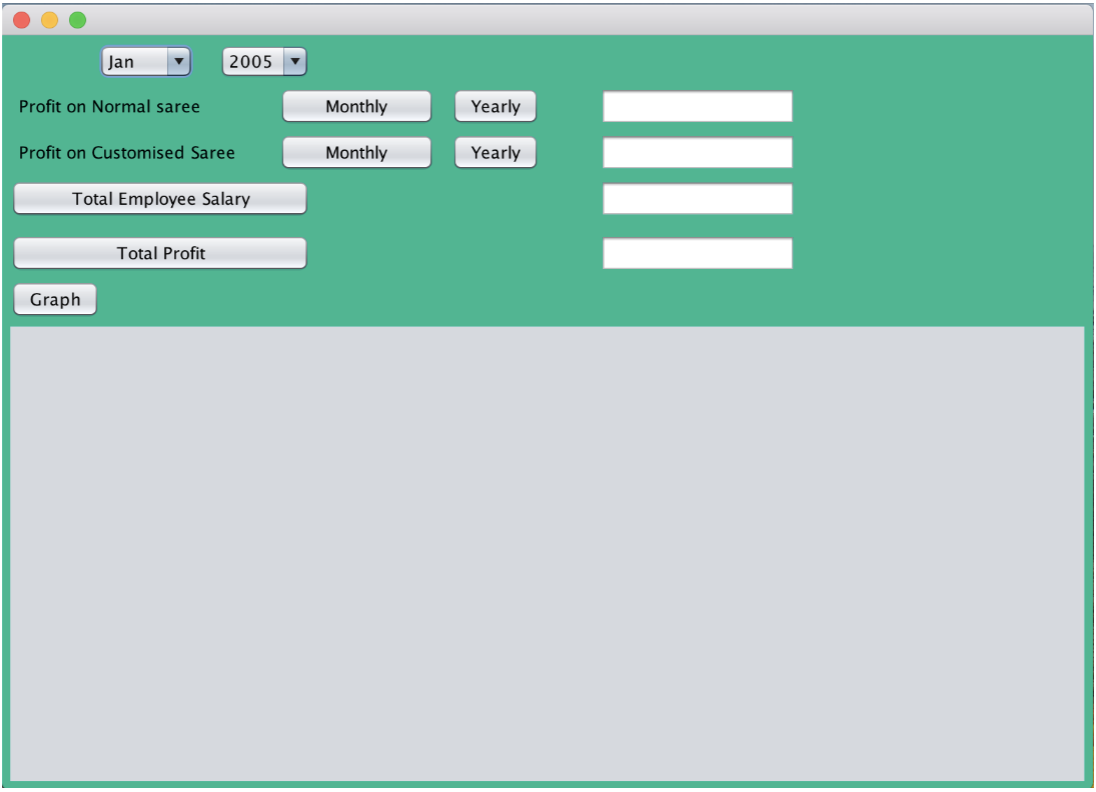 Jan 2005
Profit on Normal saree Monthly Yearly
Profit on Customised Saree Monthly Yearly
Total Employee Salary
Total Profit
Graph